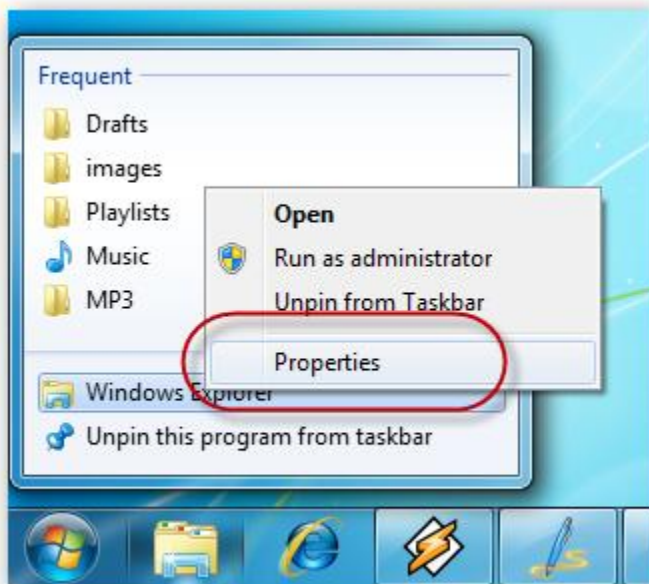 Frequent
Drafts
images
Playlists
Music
MP3
Open
Run as administrator
Unpin from Taskbar
Properties
Windows Explorer
Unpin this program from taskbar